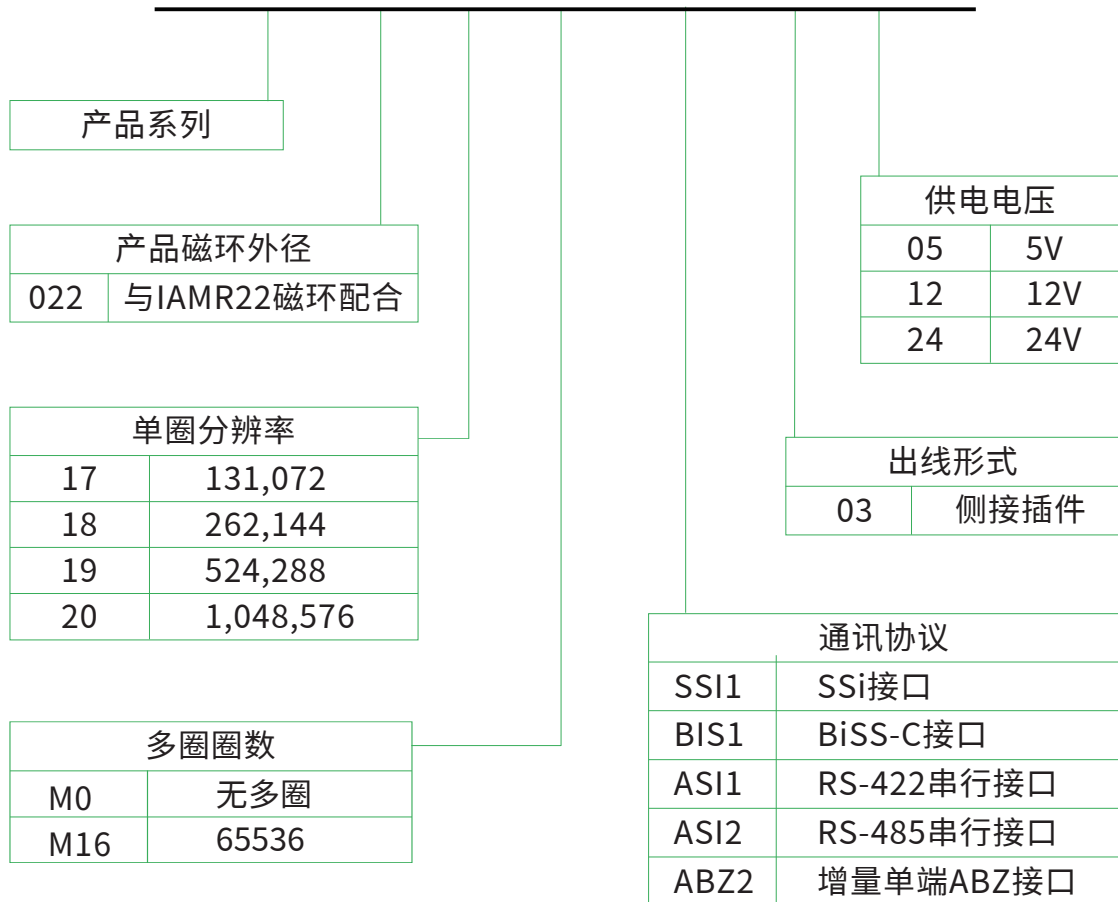 产品系列
产品磁环外径
022 与IAMR22磁环配合
单圈分辨率
17 131,072
18 262,144
19 524,288
20 1,048,576
多圈圈数
M0 无多圈
M16 65536
供电电压
05 5V
12 12V
24 24V
出线形式
03 侧接插件
通讯协议
SSI1 SSi接口
BIS1 BiSS-C接口
ASI1 RS-422串行接口
ASI2 RS-485串行接口
ABZ2 增量单端ABZ接口